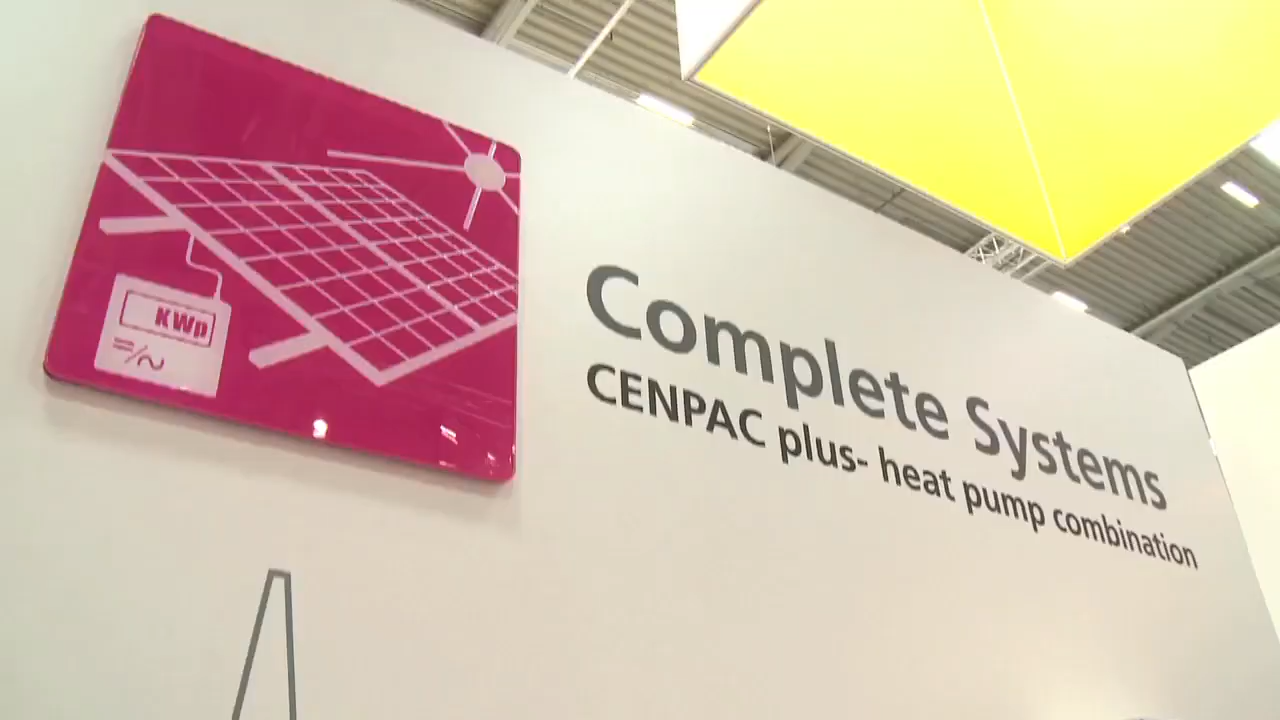 KWp
=/~
Complete Systems
CENPAC plus- heat pump combination